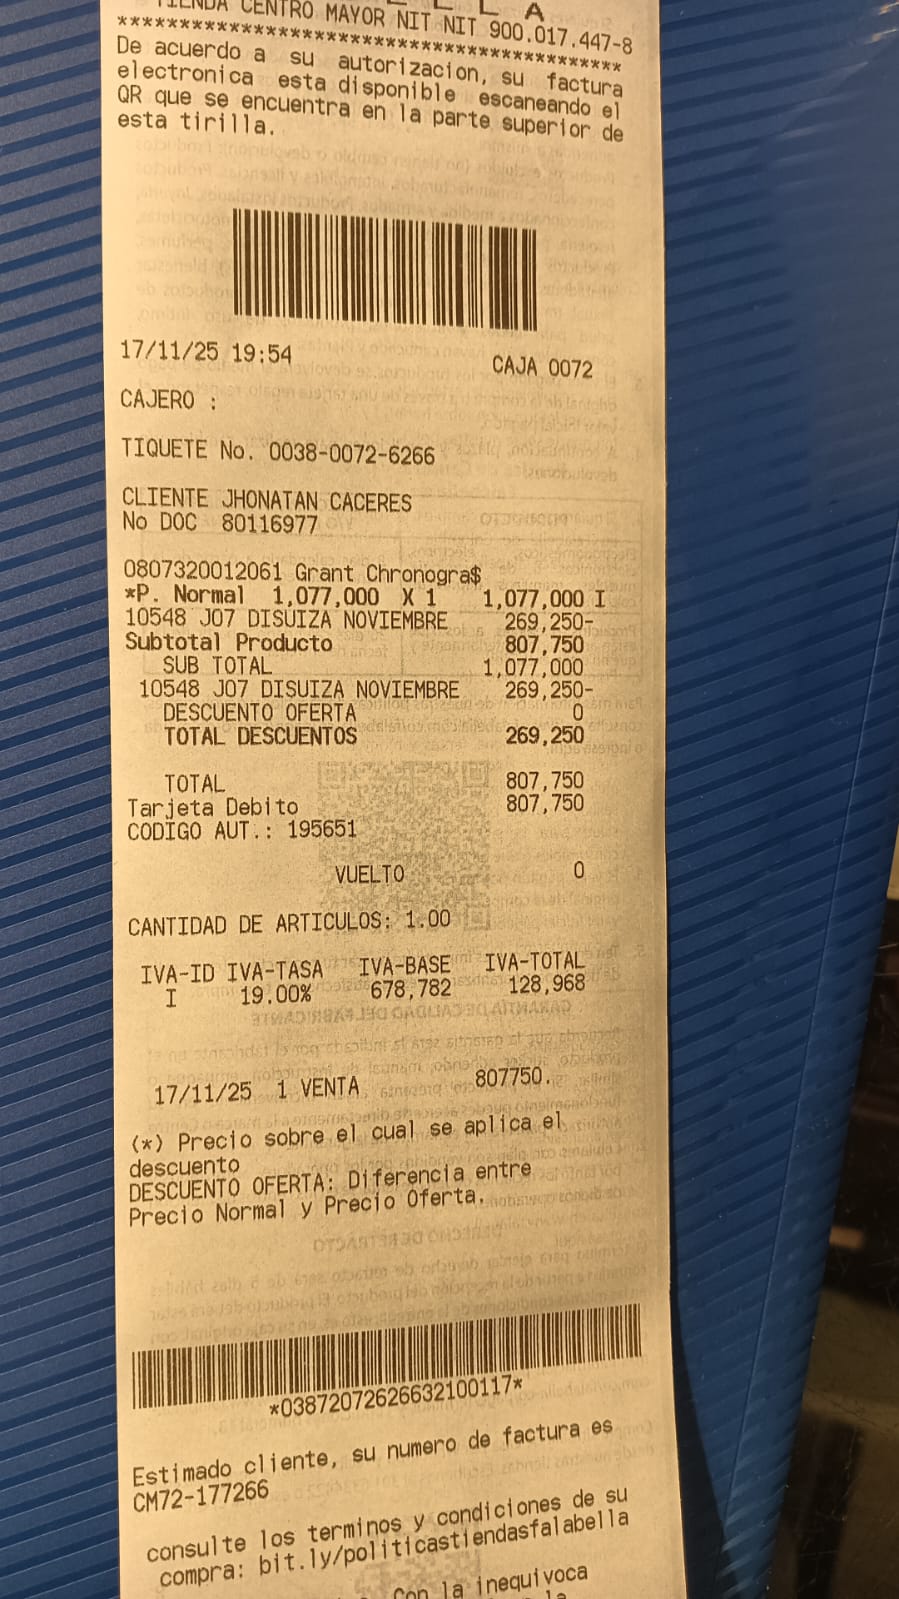 L L A
TIENDA CENTRO MAYOR NIT NIT 900.017.447-8
****************************************
De acuerdo a su autorizacion, su factura
electronica esta disponible escaneando el
QR que se encuentra en la parte superior de
esta tirilla.
17/11/25 19:54 CAJA 0072
CAJERO :
TIQUETE No. 0038-0072-6266
CLIENTE JHONATAN CACERES
No DOC 80116977
0807320012061 Grant Chronogra$
*P. Normal 1,077,000 X 1 1,077,000 I
10548 J07 DISUIZA NOVIEMBRE 269,250-
Subtotal Producto 807,750
SUB TOTAL 1,077,000
10548 J07 DISUIZA NOVIEMBRE 269,250-
DESCUENTO OFERTA 0
TOTAL DESCUENTOS 269,250
TOTAL 807,750
Tarjeta Debito 807,750
CODIGO AUT.: 195651
VUELTO 0
CANTIDAD DE ARTICULOS: 1.00
IVA-ID IVA-TASA IVA-BASE IVA-TOTAL
I 19.00% 678,782 128,968
17/11/25 1 VENTA 807750.
(*) Precio sobre el cual se aplica el
descuento
DESCUENTO OFERTA: Diferencia entre
Precio Normal y Precio Oferta.
*03872072626632100117*
Estimado cliente, su numero de factura es
CM72-177266
consulte los terminos y condiciones de su
compra: bit.ly/politicastiendasfalabella
Con la inequivoca